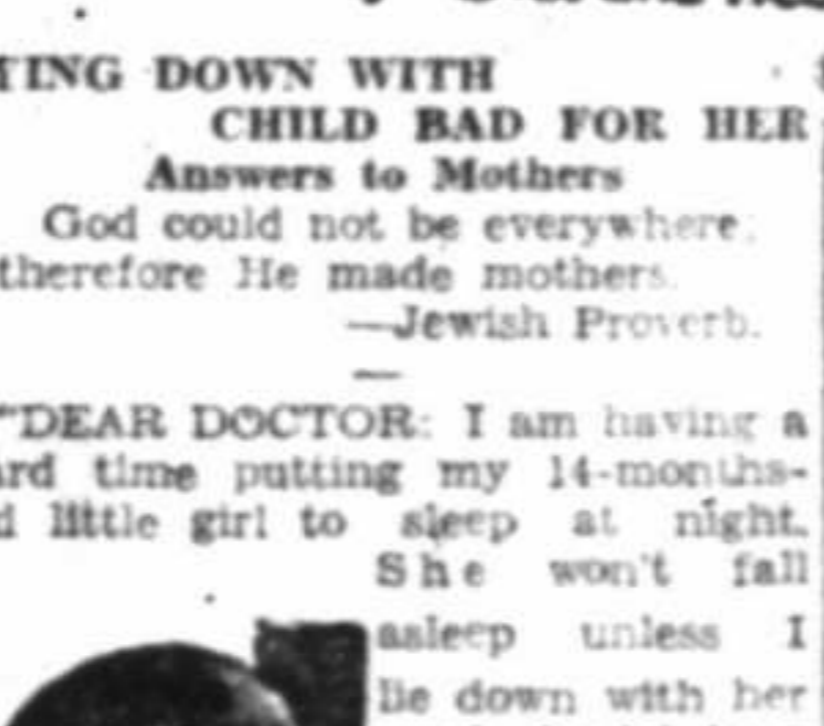 TING DOWN WITH
CHILD BAD FOR HER
Answers to Mothers
God could not be everywhere;
therefore He made mothers.
—Jewish Proverb.
"DEAR DOCTOR: I am having a
ard time putting my 14-months-
d little girl to sleep at night.
She won't fall
asleep unless I
lie down with her